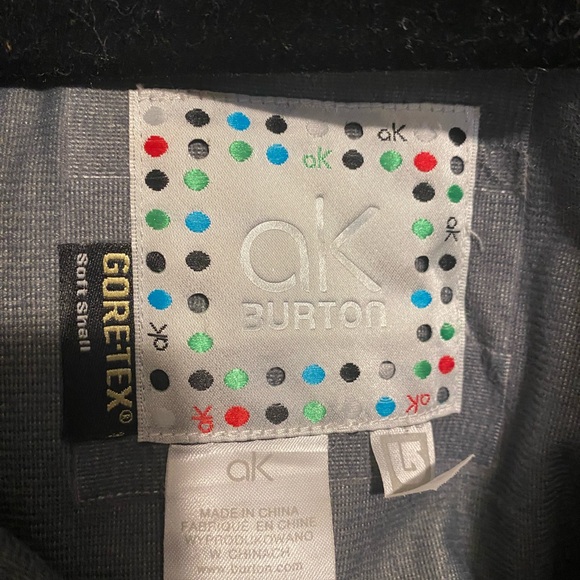 aK
aK
aK
aK
BURTON
aK
GORE-TEX®
Soft Shell
aK
aK
aK
MADE IN CHINA
FABRIQUÉ EN CHINE
WYPRODUKOWANO
W CHINACH
www.burton.com